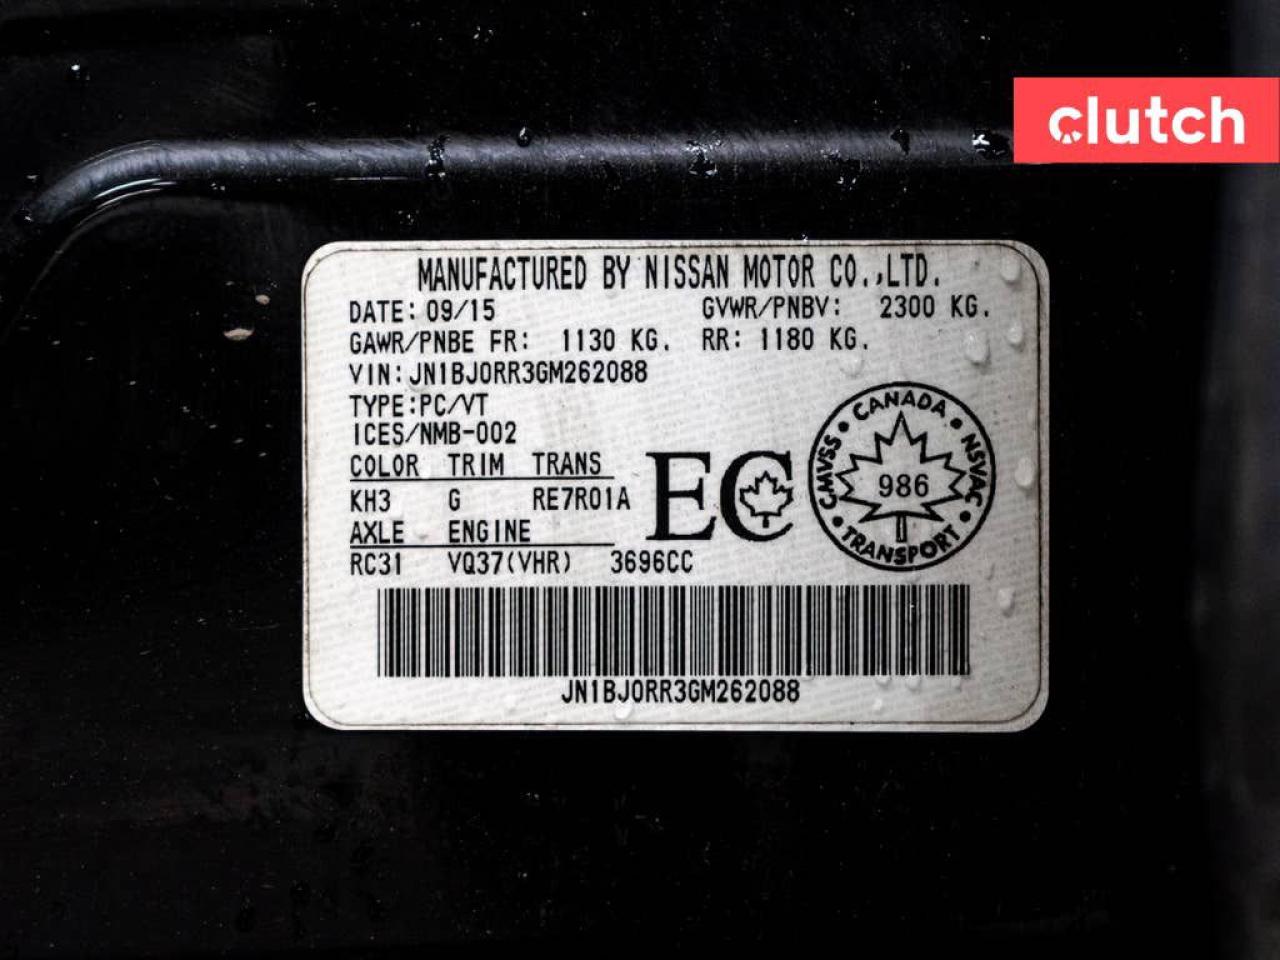 clutch
MANUFACTURED BY NISSAN MOTOR CO.,LTD.
DATE: 09/15 GVWR/PNBV: 2300 KG.
GAWR/PNBE FR: 1130 KG. RR: 1180 KG.
VIN: JN1BJ0RR3GM262088
TYPE:PC/VT
ICES/NMB-002
COLOR TRIM TRANS
KH3 G RE7R01A
AXLE ENGINE
RC31 VQ37(VHR) 3696CC
EC
CANADA
CMVSS • NSVAC
986
TRANSPORT
JN1BJ0RR3GM262088